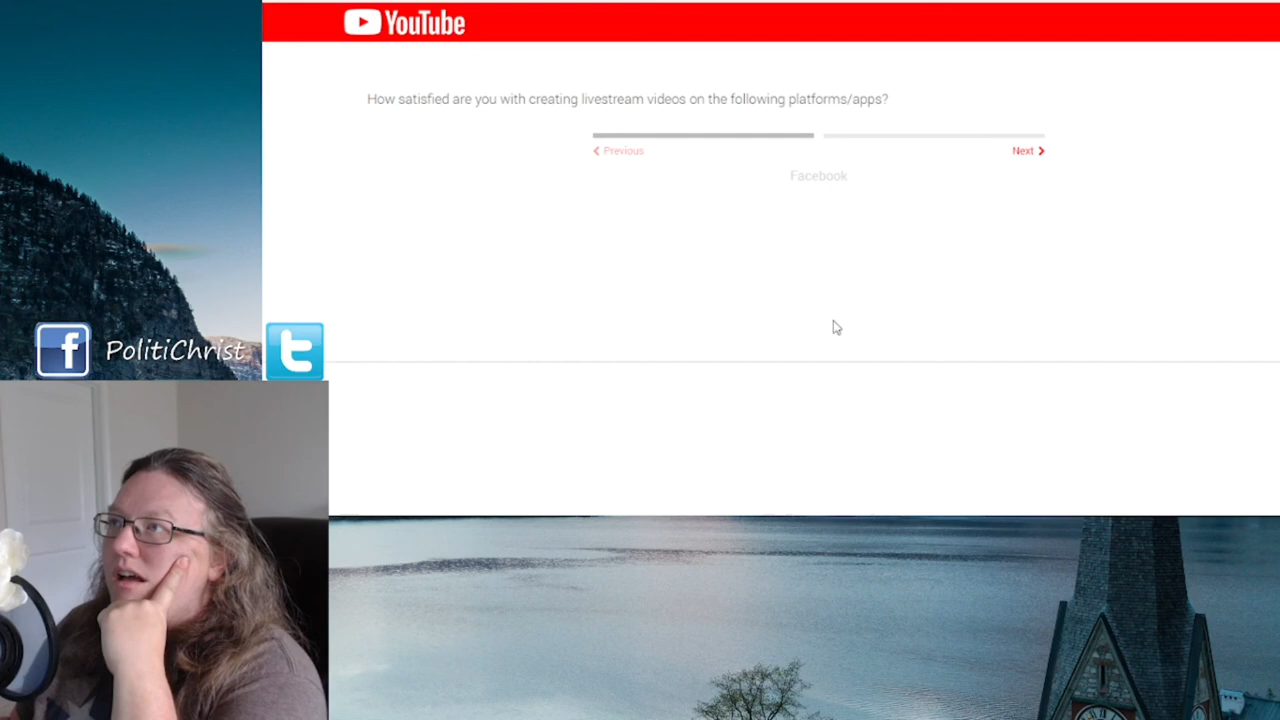 YouTube
How satisfied are you with creating livestream videos on the following platforms/apps?
Previous
Next
Facebook
f
PolitiChrist
t